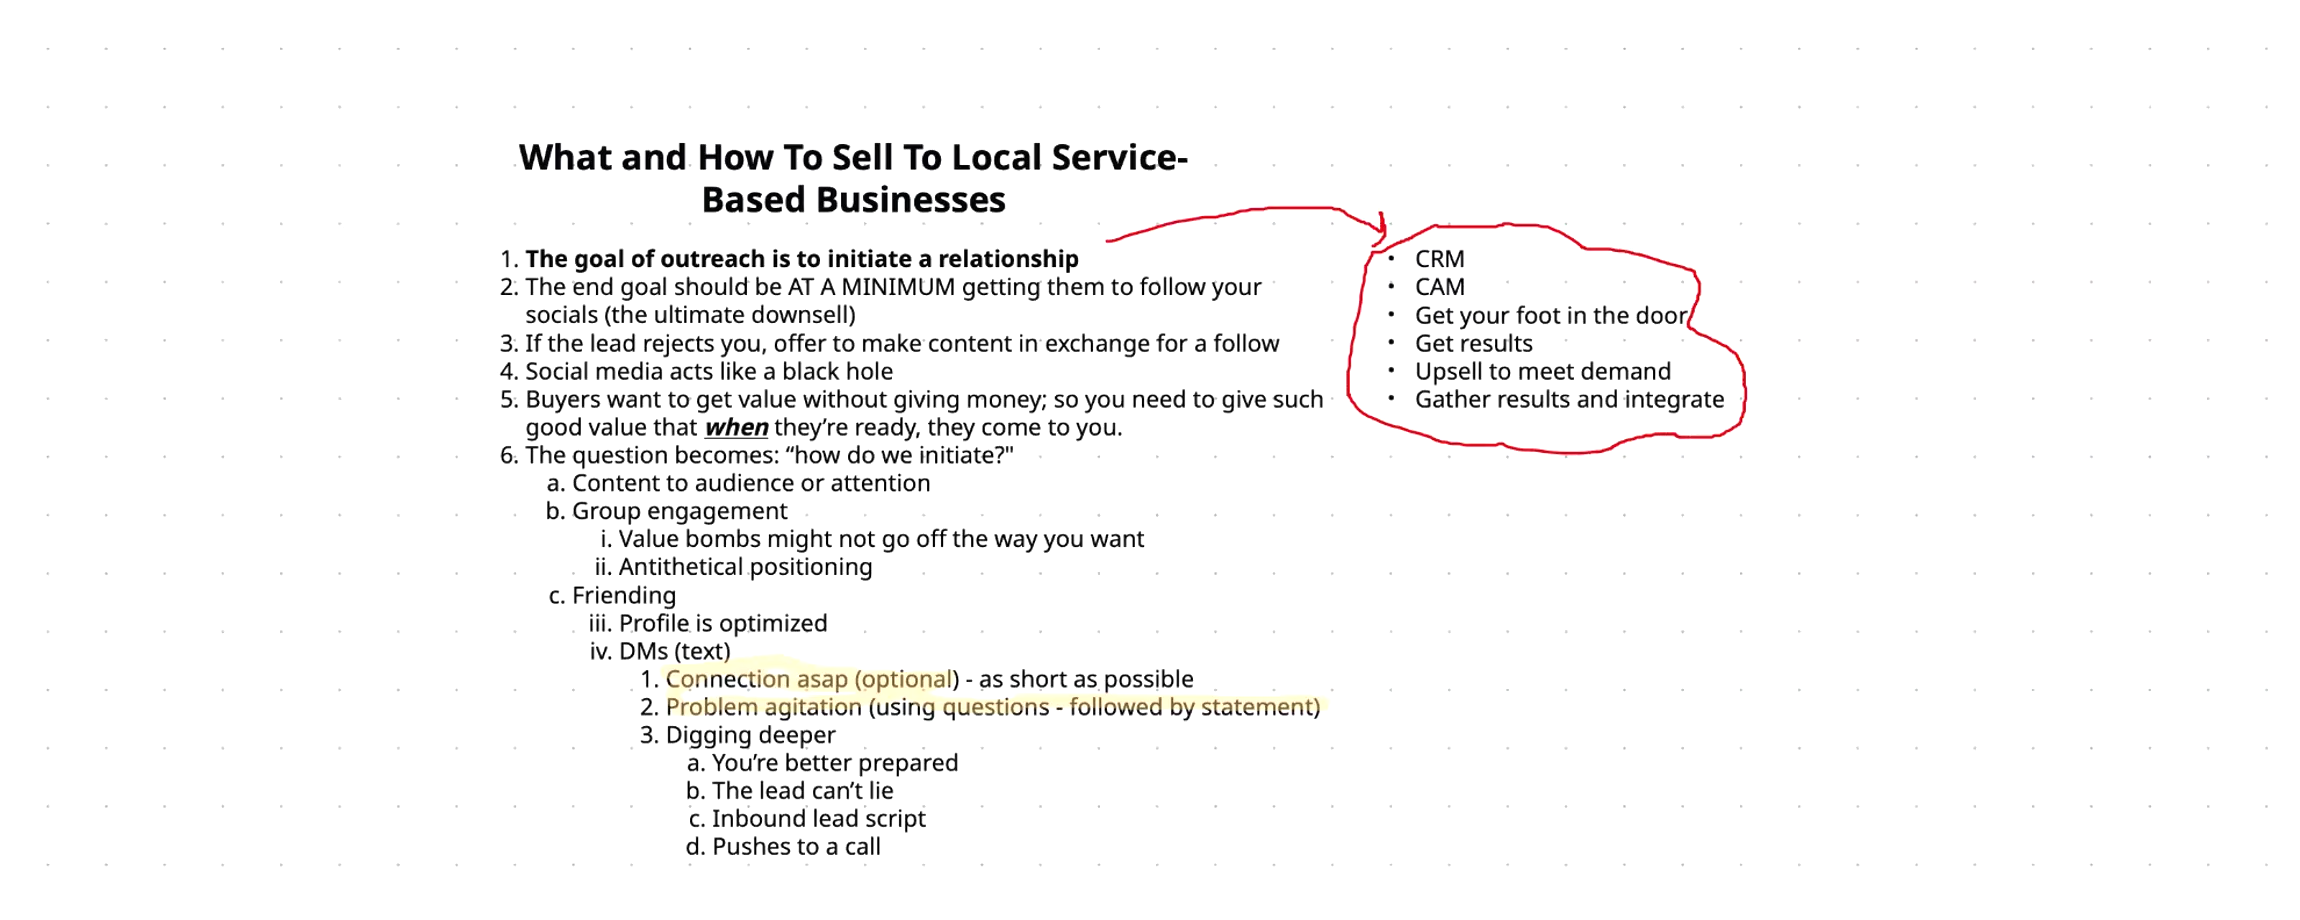 What and How To Sell To Local Service-
Based Businesses
1. The goal of outreach is to initiate a relationship
2. The end goal should be AT A MINIMUM getting them to follow your
socials (the ultimate downsell)
3. If the lead rejects you, offer to make content in exchange for a follow
4. Social media acts like a black hole
5. Buyers want to get value without giving money; so you need to give such
good value that when they’re ready, they come to you.
6. The question becomes: “how do we initiate?"
a. Content to audience or attention
b. Group engagement
i. Value bombs might not go off the way you want
ii. Antithetical positioning
c. Friending
iii. Profile is optimized
iv. DMs (text)
1. Connection asap (optional) - as short as possible
2. Problem agitation (using questions - followed by statement)
3. Digging deeper
a. You’re better prepared
b. The lead can’t lie
c. Inbound lead script
d. Pushes to a call
• CRM
• CAM
• Get your foot in the door
• Get results
• Upsell to meet demand
• Gather results and integrate